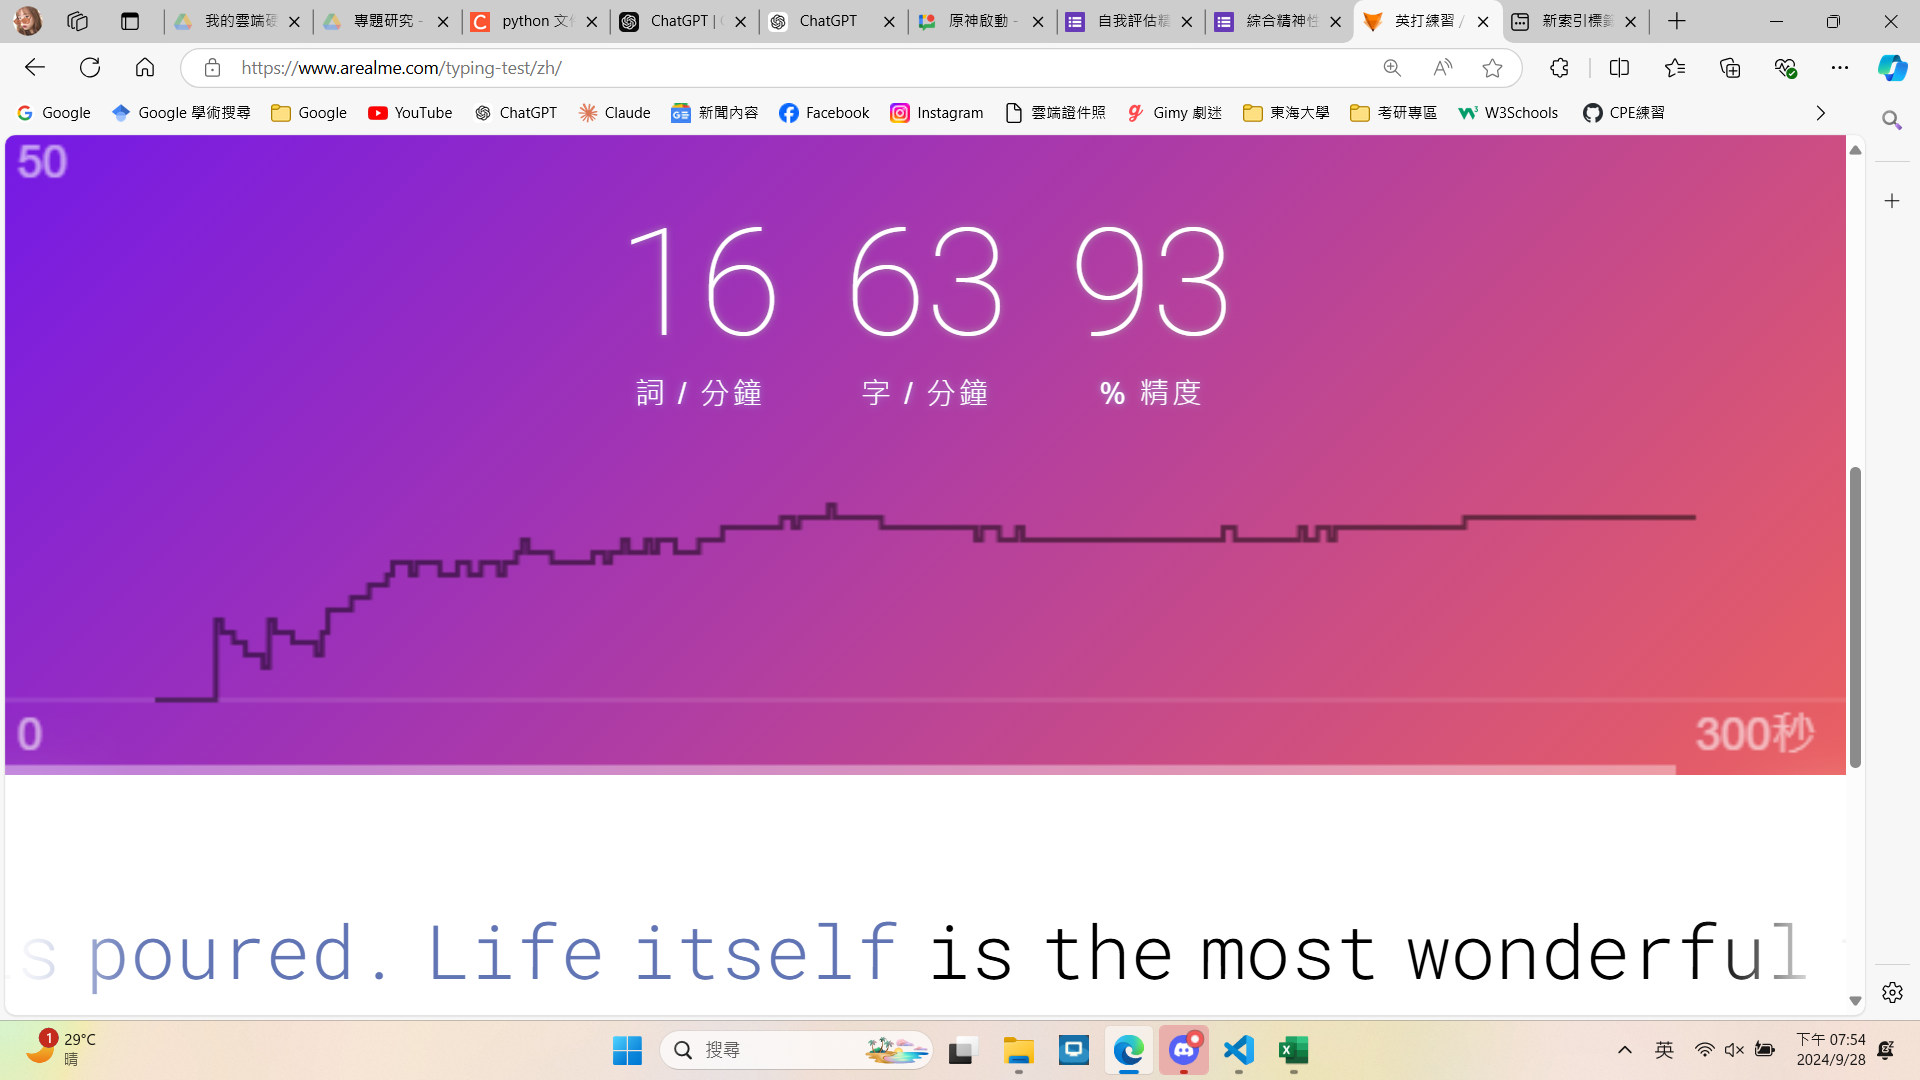 我的雲端硬
專題研究 -
python 文件
ChatGPT | 
ChatGPT
原神啟動 -
自我評估精
綜合精神性
英打練習 /
新索引標籤
https://www.arealme.com/typing-test/zh/
Google
Google 學術搜尋
Google
YouTube
ChatGPT
Claude
新聞內容
Facebook
Instagram
雲端證件照
Gimy 劇迷
東海大學
考研專區
W3Schools
CPE練習
50
16 63 93
詞 / 分鐘 字 / 分鐘 % 精度
0
300秒
s poured. Life itself is the most wonderful
1
29°C
晴
搜尋
英
下午 07:54
2024/9/28